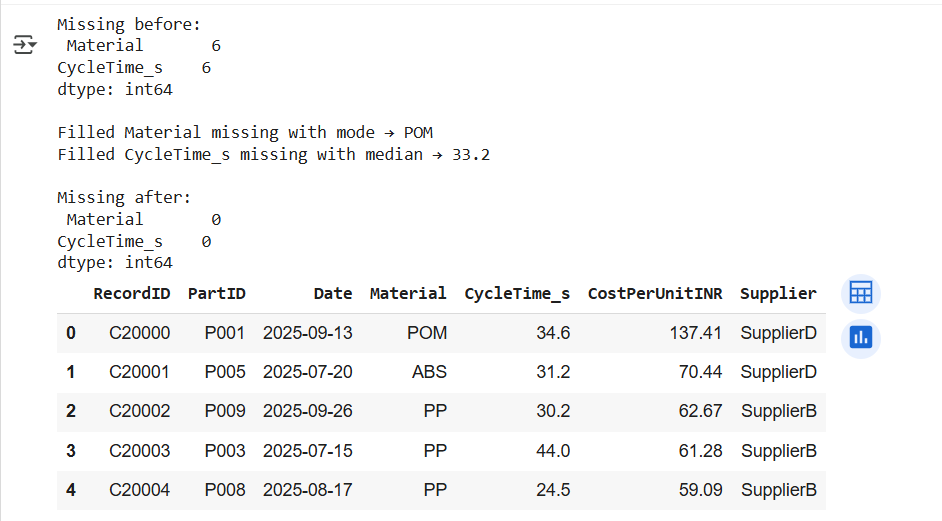 Missing before:
Material 6
CycleTime_s 6
dtype: int64
Filled Material missing with mode → POM
Filled CycleTime_s missing with median → 33.2
Missing after:
Material 0
CycleTime_s 0
dtype: int64
RecordID PartID Date Material CycleTime_s CostPerUnitINR Supplier
0 C20000 P001 2025-09-13 POM 34.6 137.41 SupplierD
1 C20001 P005 2025-07-20 ABS 31.2 70.44 SupplierD
2 C20002 P009 2025-09-26 PP 30.2 62.67 SupplierB
3 C20003 P003 2025-07-15 PP 44.0 61.28 SupplierB
4 C20004 P008 2025-08-17 PP 24.5 59.09 SupplierB